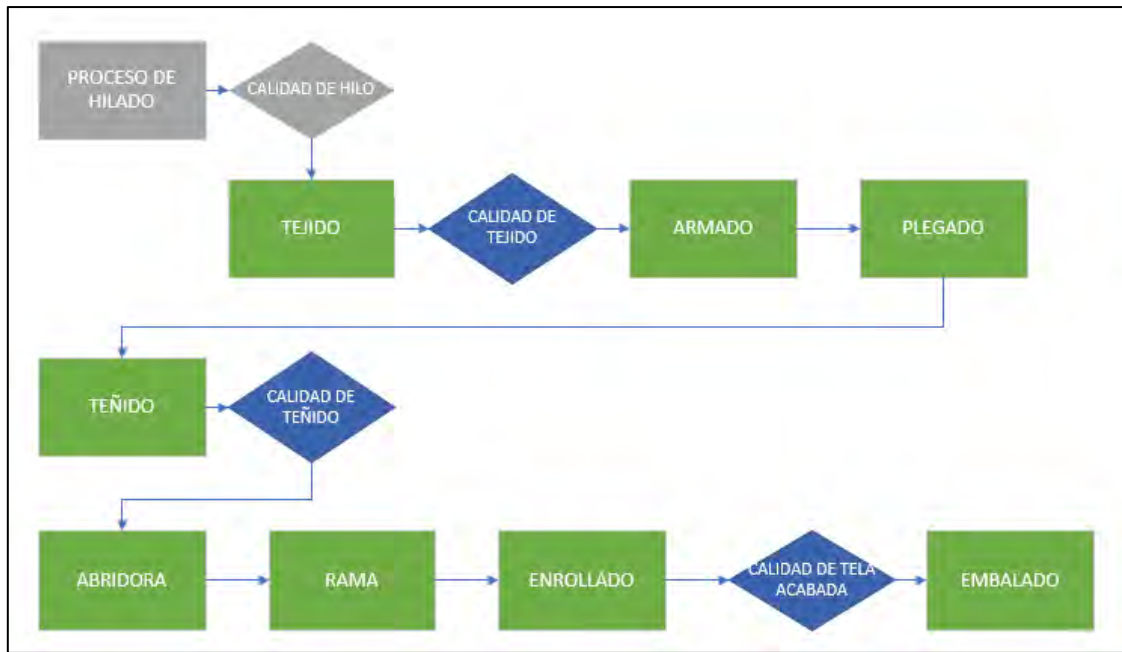 PROCESO DE
HILADO
CALIDAD DE HILO
TEJIDO
CALIDAD DE
TEJIDO
ARMADO
PLEGADO
TEÑIDO
CALIDAD DE
TEÑIDO
ABRIDORA
RAMA
ENROLLADO
CALIDAD DE TELA
ACABADA
EMBALADO